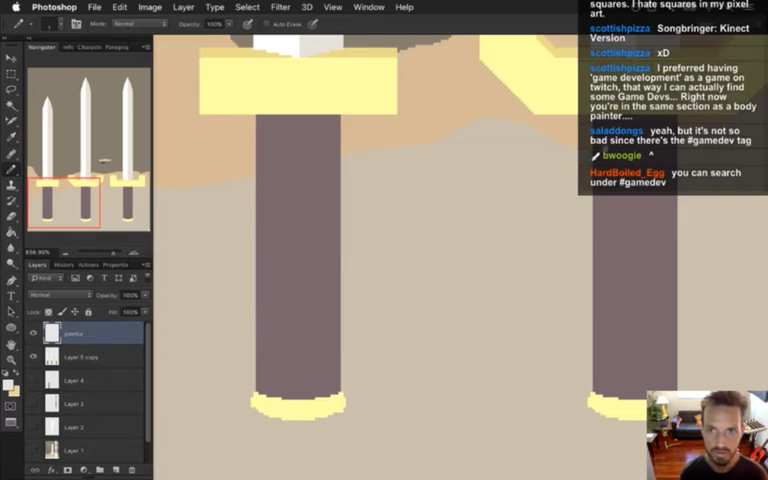 Photoshop File Edit Image Layer Type Select Filter 3D View Window Help
Mode: Normal Opacity: 100% Auto Erase
Navigator Info Character Paragraph
Layers History Actions Properties
Kind
Normal Opacity: 100%
Lock: Fill: 100%
palette
Layer 5 copy
Layer 4
Layer 3
Layer 2
Layer 1
squares. I hate squares in my pixel
art.
scottishpizza Songbringer: Kinect
Version
scottishpizza xD
scottishpizza I preferred having
'game development' as a game on
twitch, that way I can actually find
some Game Devs... Right now
you're in the same section as a body
painter....
saladdongs yeah, but it's not so
bad since there's the #gamedev tag
bwoogie ^
HardBoiled_Egg you can search
under #gamedev